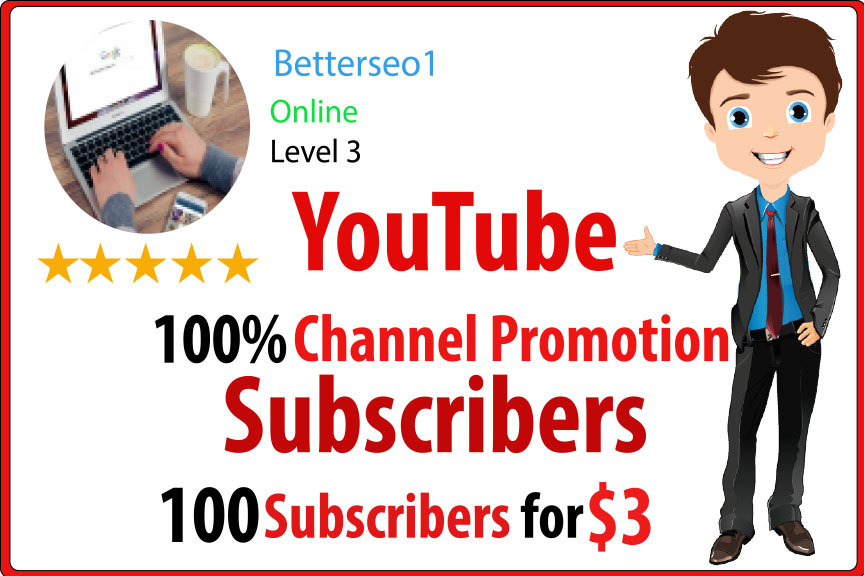 Betterseo1
Online
Level 3
YouTube
100% Channel Promotion
Subscribers
100 Subscribers for $3